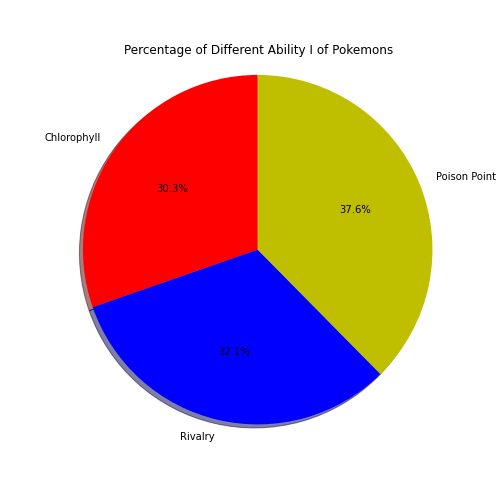 Percentage of Different Ability I of Pokemons
Chlorophyll
30.3%
Poison Point
37.6%
32.1%
Rivalry